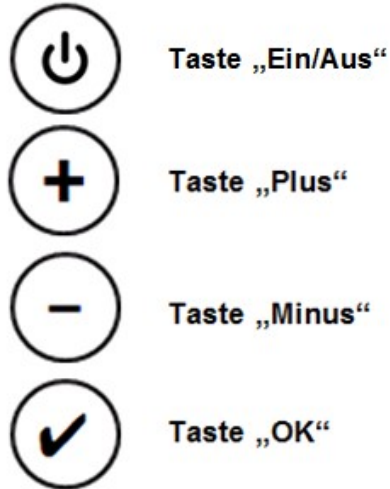 Taste „Ein/Aus“
Taste „Plus“
Taste „Minus“
Taste „OK“